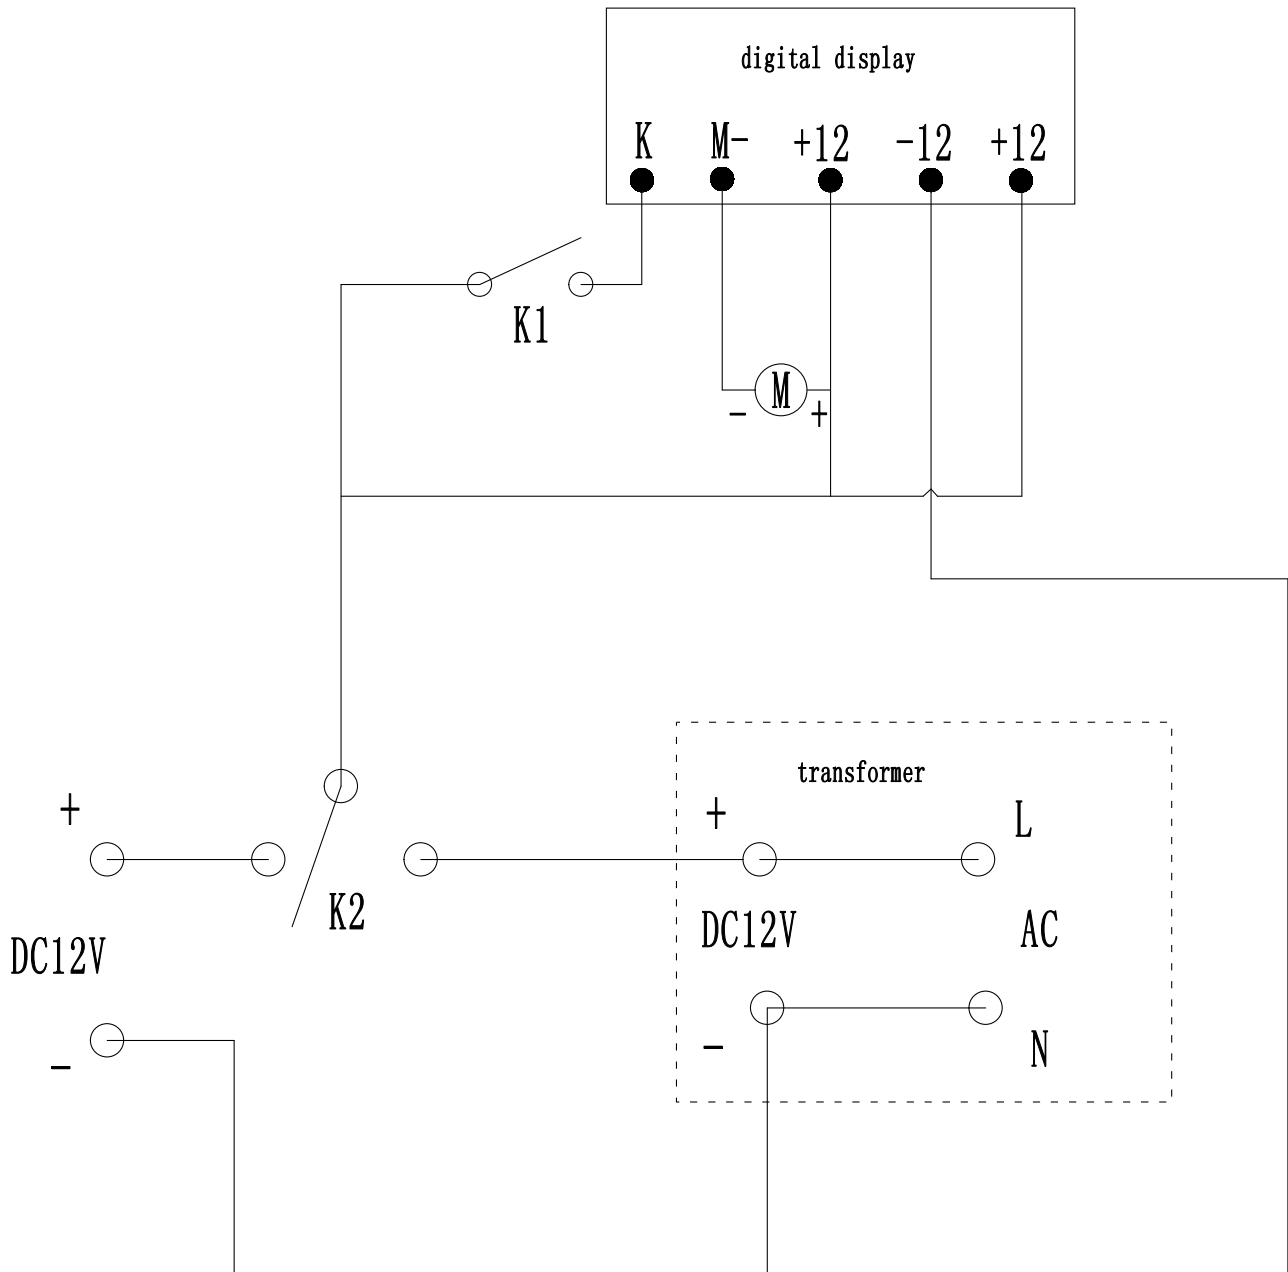 digital display
K M- +12 -12 +12
K1
M
- +
transformer
+ + L
K2
DC12V DC12V AC
- - N